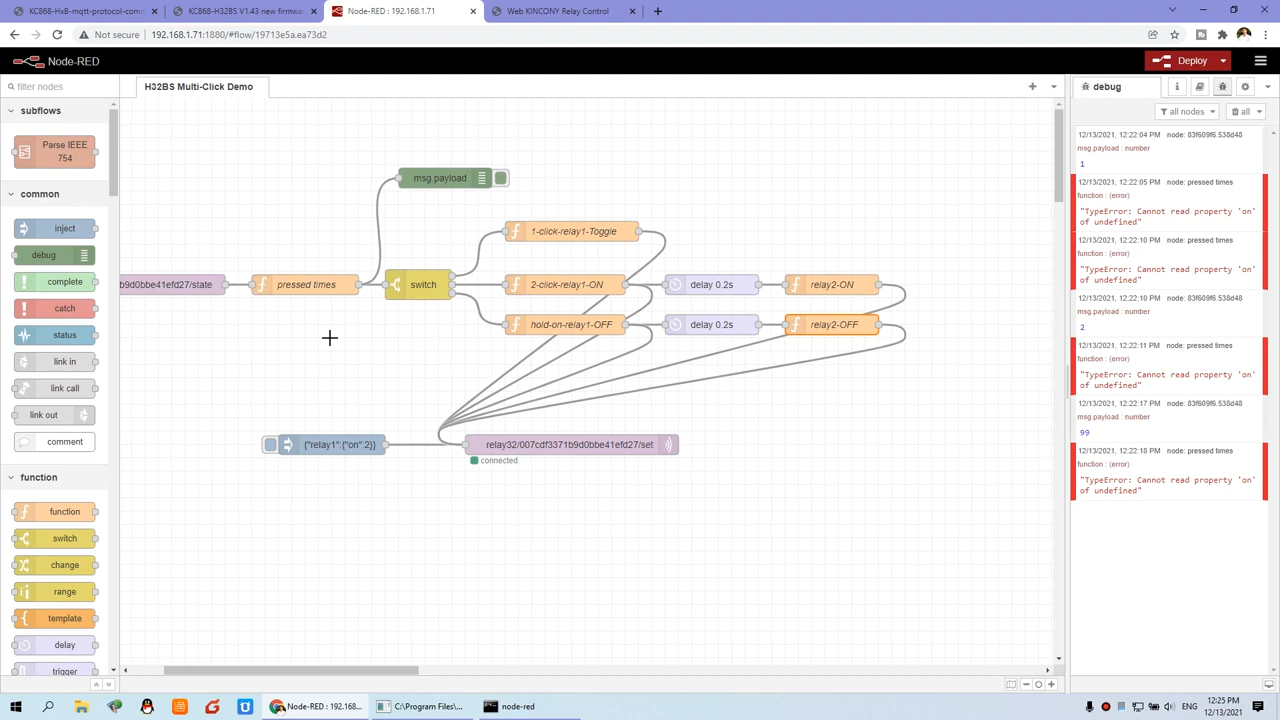 KC868-Hx8-mqtt-protocol-com
KC868-H32BS V1.43 new firmwa
Node-RED : 192.168.1.71
Web KINCONY Relay Control
Not secure
192.168.1.71:1880/#flow/19713e5a.ea73d2
Node-RED
Deploy
filter nodes
H32BS Multi-Click Demo
debug
all nodes
all
subflows
Parse IEEE
754
common
inject
debug
complete
catch
status
link in
link call
link out
comment
function
function
switch
change
range
template
delay
trigger
msg.payload
1-click-relay1-Toggie
b9d0bbe41efd27/state
pressed times
switch
2-click-relay1-ON
delay 0.2s
relay2-ON
hold-on-relay1-OFF
delay 0.2s
relay2-OFF
{"relay1":{"on":2}}
relay32/007cdf3371b9d0bbe41efd27/set
connected
12/13/2021, 12:22:04 PM node: 83f609f6.538d48
msg.payload : number
1
12/13/2021, 12:22:05 PM node: pressed times
function : (error)
"TypeError: Cannot read property 'on'
of undefined"
12/13/2021, 12:22:10 PM node: pressed times
function : (error)
"TypeError: Cannot read property 'on'
of undefined"
12/13/2021, 12:22:10 PM node: 83f609f6.538d48
msg.payload : number
2
12/13/2021, 12:22:11 PM node: pressed times
function : (error)
"TypeError: Cannot read property 'on'
of undefined"
12/13/2021, 12:22:17 PM node: 83f609f6.538d48
msg.payload : number
99
12/13/2021, 12:22:18 PM node: pressed times
function : (error)
"TypeError: Cannot read property 'on'
of undefined"
Node-RED : 192.168...
C:\Program Files\...
node-red
ENG
12:25 PM
12/13/2021